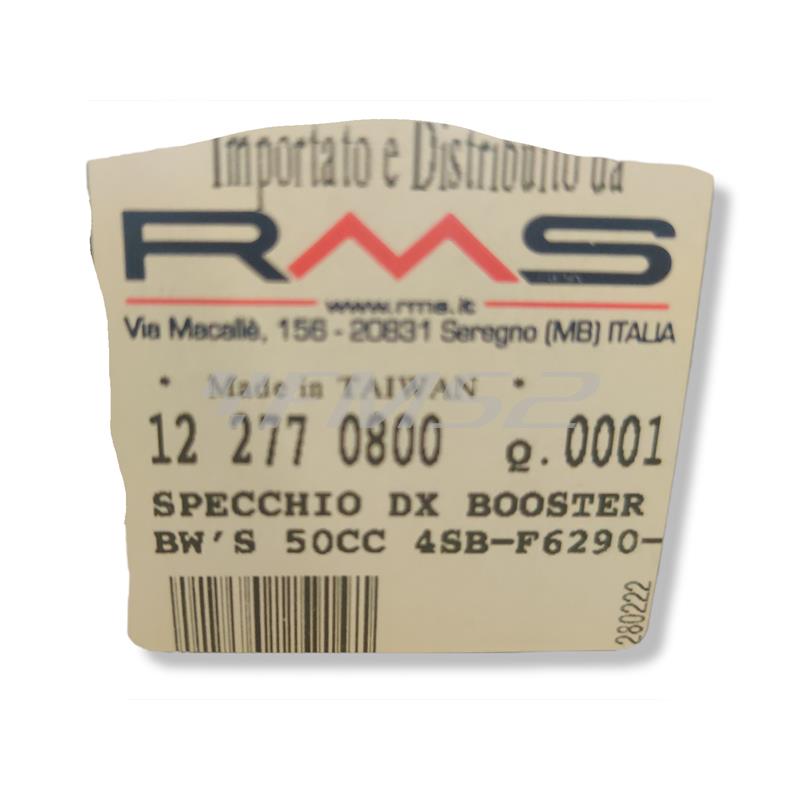 Importato e Distribuito da
RMS
www.rms.it
Via Macallè, 156 - 20831 Seregno (MB) ITALIA
* Made in TAIWAN *
12 277 0800 Q.0001
SPECCHIO DX BOOSTER
BW'S 50CC 4SB-F6290-
280222